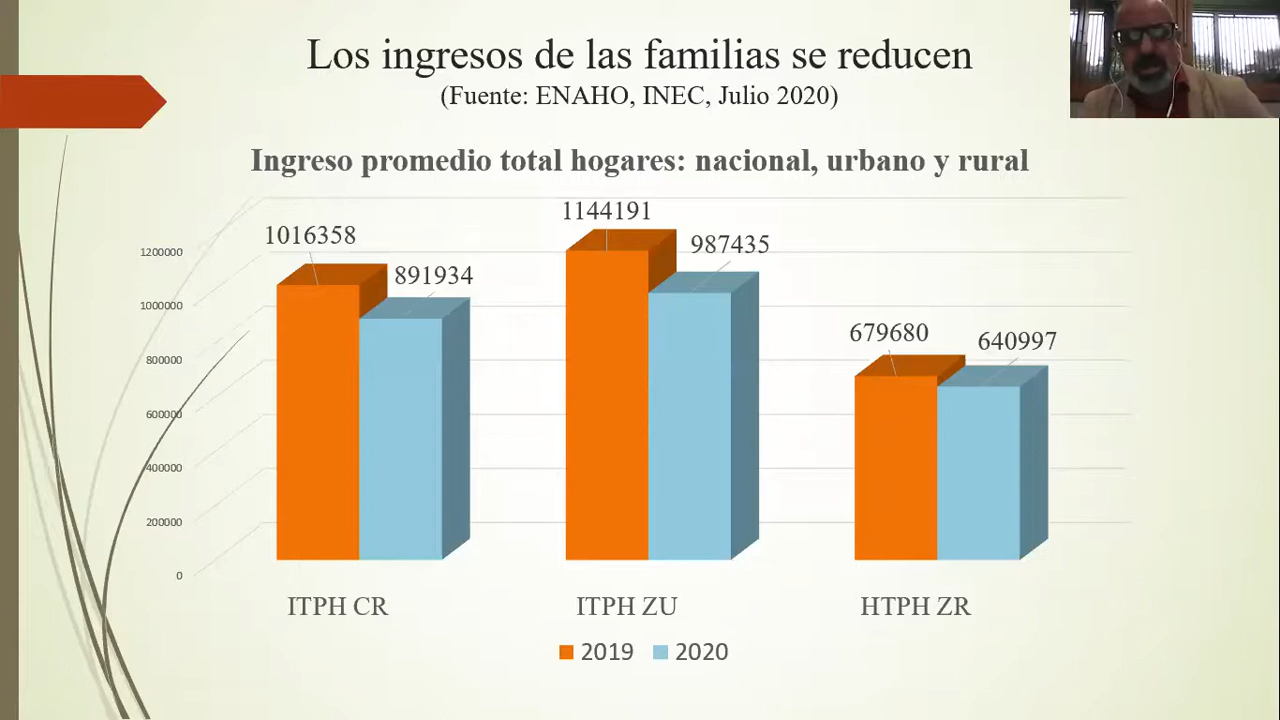 Los ingresos de las familias se reducen
(Fuente: ENAHO, INEC, Julio 2020)
Ingreso promedio total hogares: nacional, urbano y rural
1200000
1000000
800000
600000
400000
200000
0
1016358
891934
1144191
987435
679680
640997
ITPH CR
ITPH ZU
HTPH ZR
2019
2020